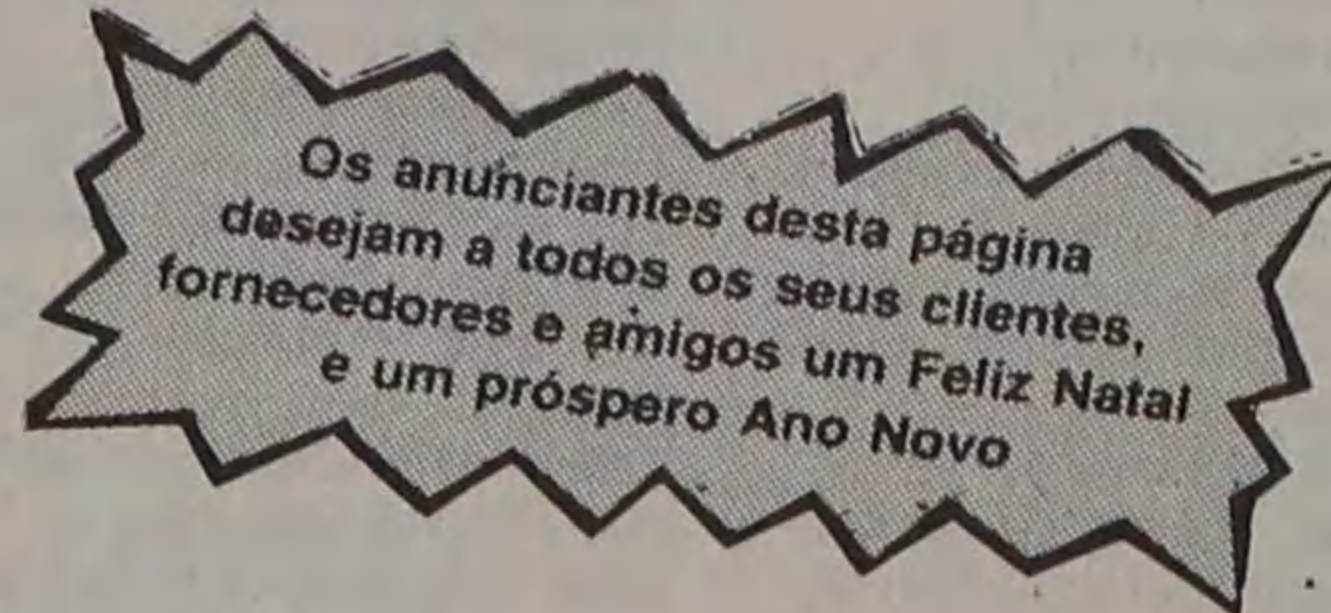 Os anunciantes desta página
desejam a todos os seus clientes,
fornecedores e amigos um Feliz Natal
e um próspero Ano Novo